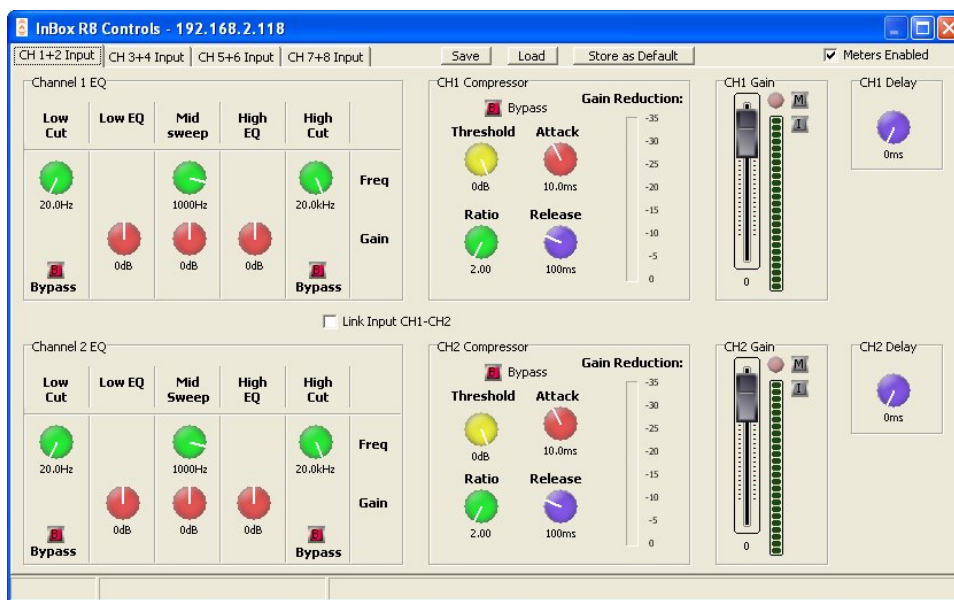 InBox R8 Controls - 192.168.2.118
CH 1+2 Input CH 3+4 Input CH 5+6 Input CH 7+8 Input Save Load Store as Default Meters Enabled
Channel 1 EQ
Low Cut Low EQ Mid sweep High EQ High Cut
Freq
20.0Hz 1000Hz 20.0kHz
Gain
0dB 0dB 0dB
B B
Bypass Bypass
CH1 Compressor
B Bypass
Gain Reduction:
Threshold Attack
0dB 10.0ms
Ratio Release
2.00 100ms
-35
-30
-25
-20
-15
-10
-5
0
CH1 Gain
M
I
0
CH1 Delay
0ms
Link Input CH1-CH2
Channel 2 EQ
Low Cut Low EQ Mid Sweep High EQ High Cut
Freq
20.0Hz 1000Hz 20.0kHz
Gain
0dB 0dB 0dB
B B
Bypass Bypass
CH2 Compressor
B Bypass
Gain Reduction:
Threshold Attack
0dB 10.0ms
Ratio Release
2.00 100ms
-35
-30
-25
-20
-15
-10
-5
0
CH2 Gain
M
I
0
CH2 Delay
0ms